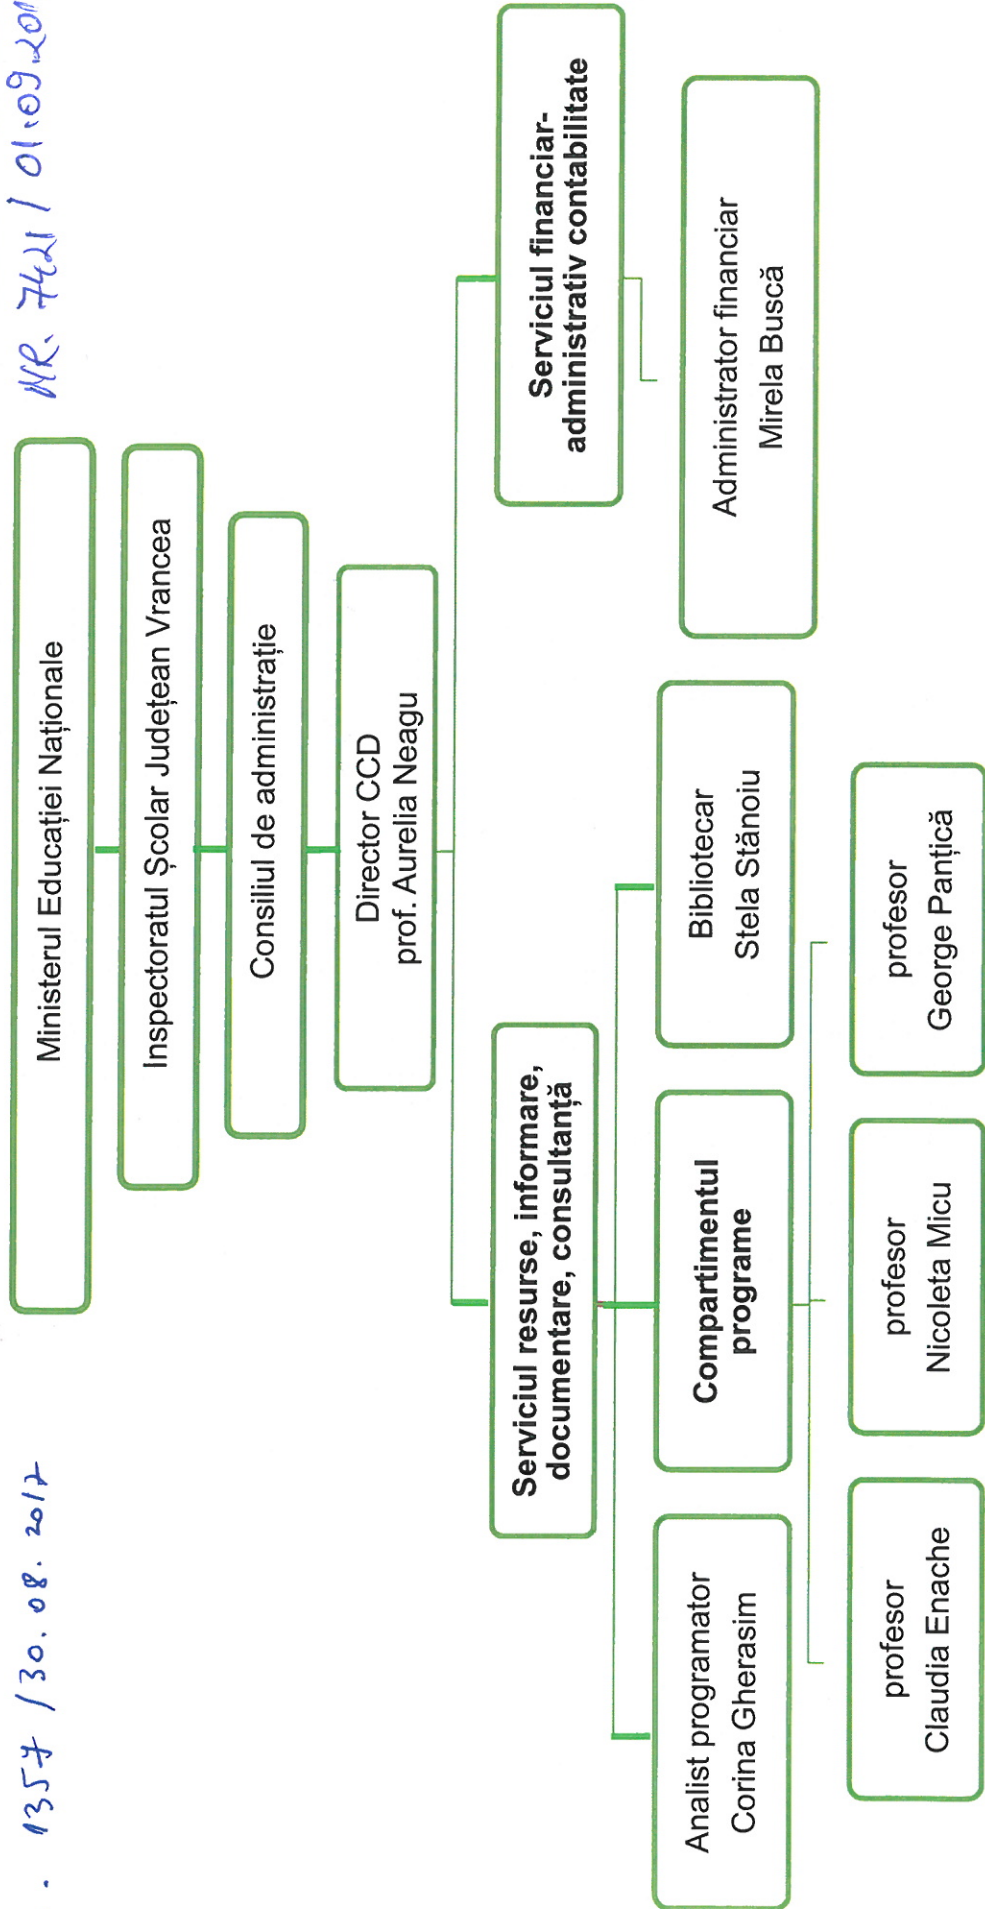 . 1357 / 30.08.2017
NR. 7421 / 01.09.201
Ministerul Educației Naționale
Inspectoratul Școlar Județean Vrancea
Consiliul de administrație
Director CCD
prof. Aurelia Neagu
Serviciul resurse, informare,
documentare, consultanță
Serviciul financiar-
administrativ contabilitate
Analist programator
Corina Gherasim
Compartimentul
programe
Bibliotecar
Stela Stănoiu
Administrator financiar
Mirela Buscă
profesor
Claudia Enache
profesor
Nicoleta Micu
profesor
George Panțică